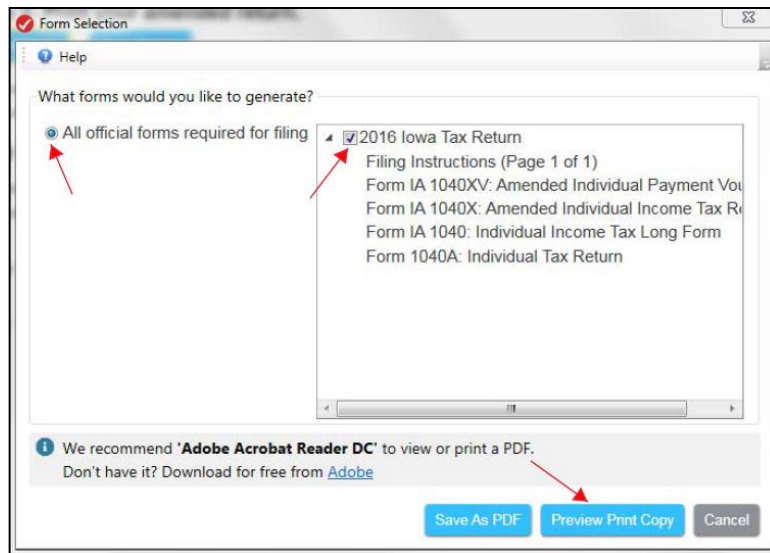 your amended return.
Form Selection
Help
What forms would you like to generate?
All official forms required for filing
2016 Iowa Tax Return
Filing Instructions (Page 1 of 1)
Form IA 1040XV: Amended Individual Payment Vou
Form IA 1040X: Amended Individual Income Tax Re
Form IA 1040: Individual Income Tax Long Form
Form 1040A: Individual Tax Return
We recommend 'Adobe Acrobat Reader DC' to view or print a PDF.
Don't have it? Download for free from Adobe
Save As PDF Preview Print Copy Cancel